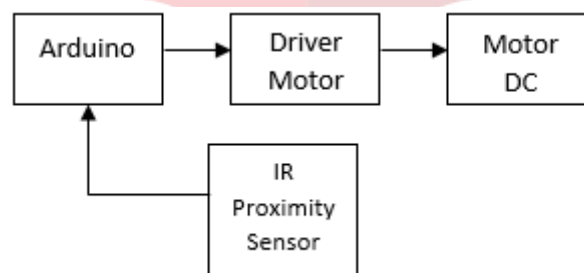 Arduino
Driver
Motor
Motor
DC
IR
Proximity
Sensor